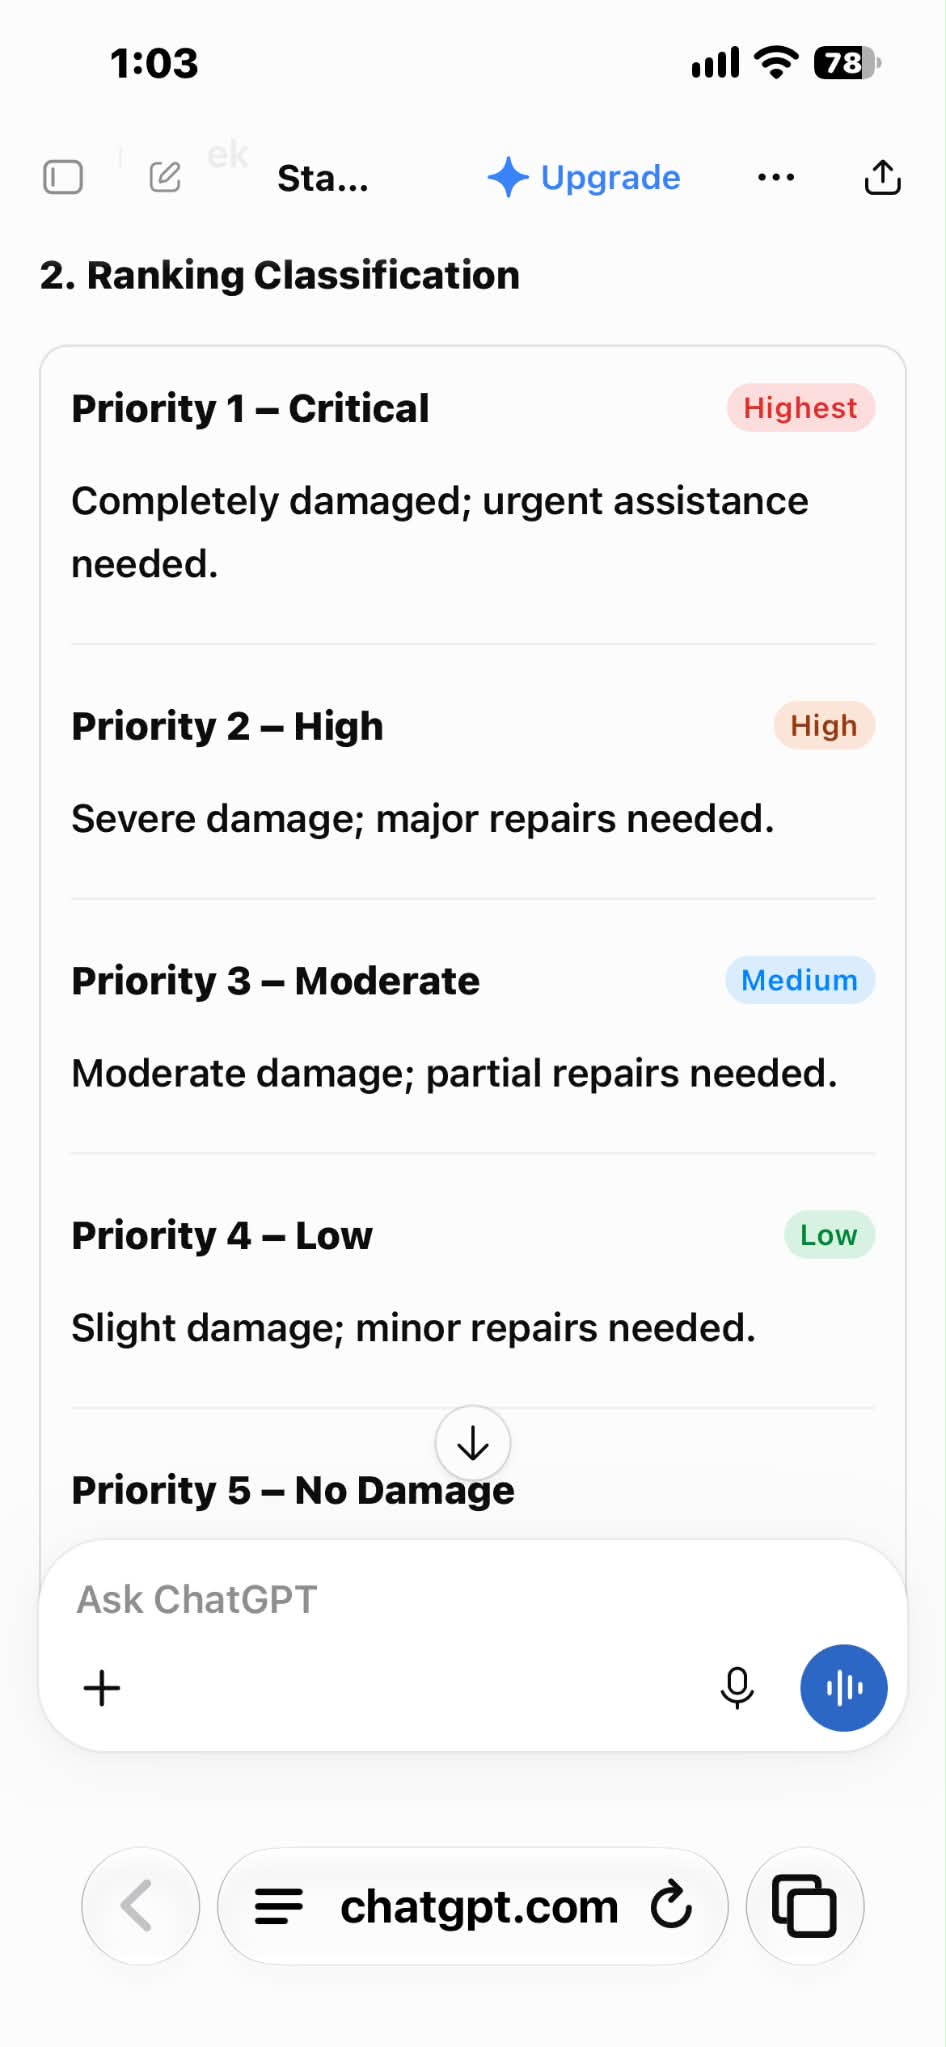 1:03
78
ek
Sta...
Upgrade
2. Ranking Classification
Priority 1 – Critical
Highest
Completely damaged; urgent assistance
needed.
Priority 2 – High
High
Severe damage; major repairs needed.
Priority 3 – Moderate
Medium
Moderate damage; partial repairs needed.
Priority 4 – Low
Low
Slight damage; minor repairs needed.
Priority 5 – No Damage
Ask ChatGPT
chatgpt.com